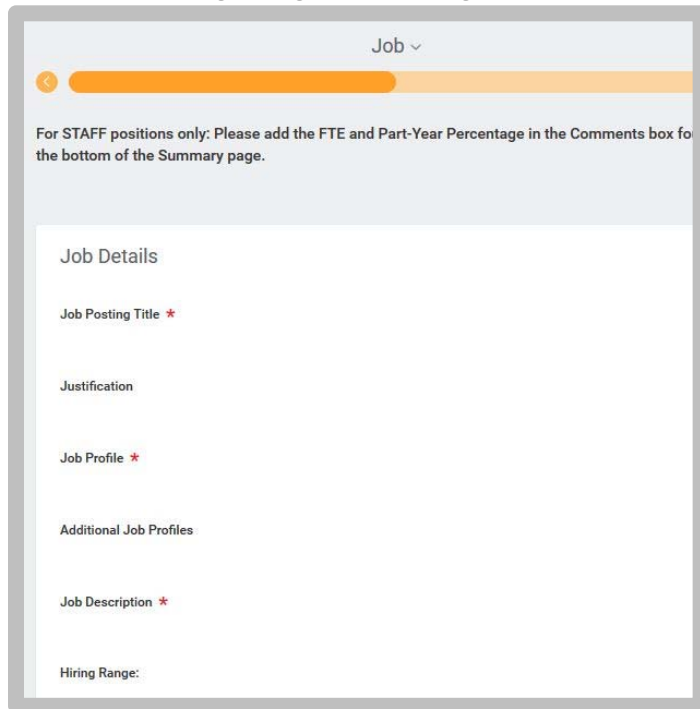 Job
For STAFF positions only: Please add the FTE and Part-Year Percentage in the Comments box
the bottom of the Summary page.
Job Details
Job Posting Title *
Justification
Job Profile *
Additional Job Profiles
Job Description *
Hiring Range: